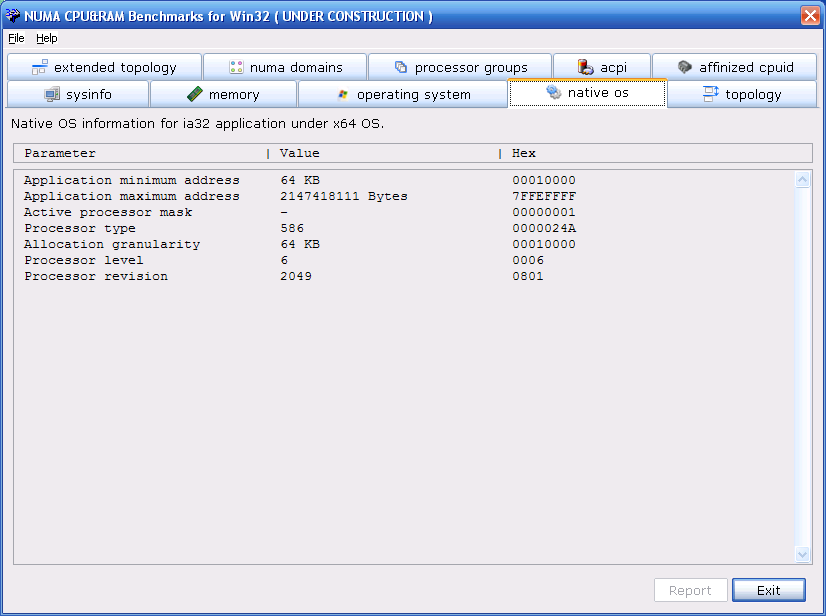 NUMA CPU&RAM Benchmarks for Win32 ( UNDER CONSTRUCTION )
File Help
extended topology numa domains processor groups acpi affinized cpuid
sysinfo memory operating system native os topology
Native OS information for ia32 application under x64 OS.
Parameter | Value | Hex
Application minimum address 64 KB 00010000
Application maximum address 2147418111 Bytes 7FFEFFFF
Active processor mask - 00000001
Processor type 586 0000024A
Allocation granularity 64 KB 00010000
Processor level 6 0006
Processor revision 2049 0801
Report Exit